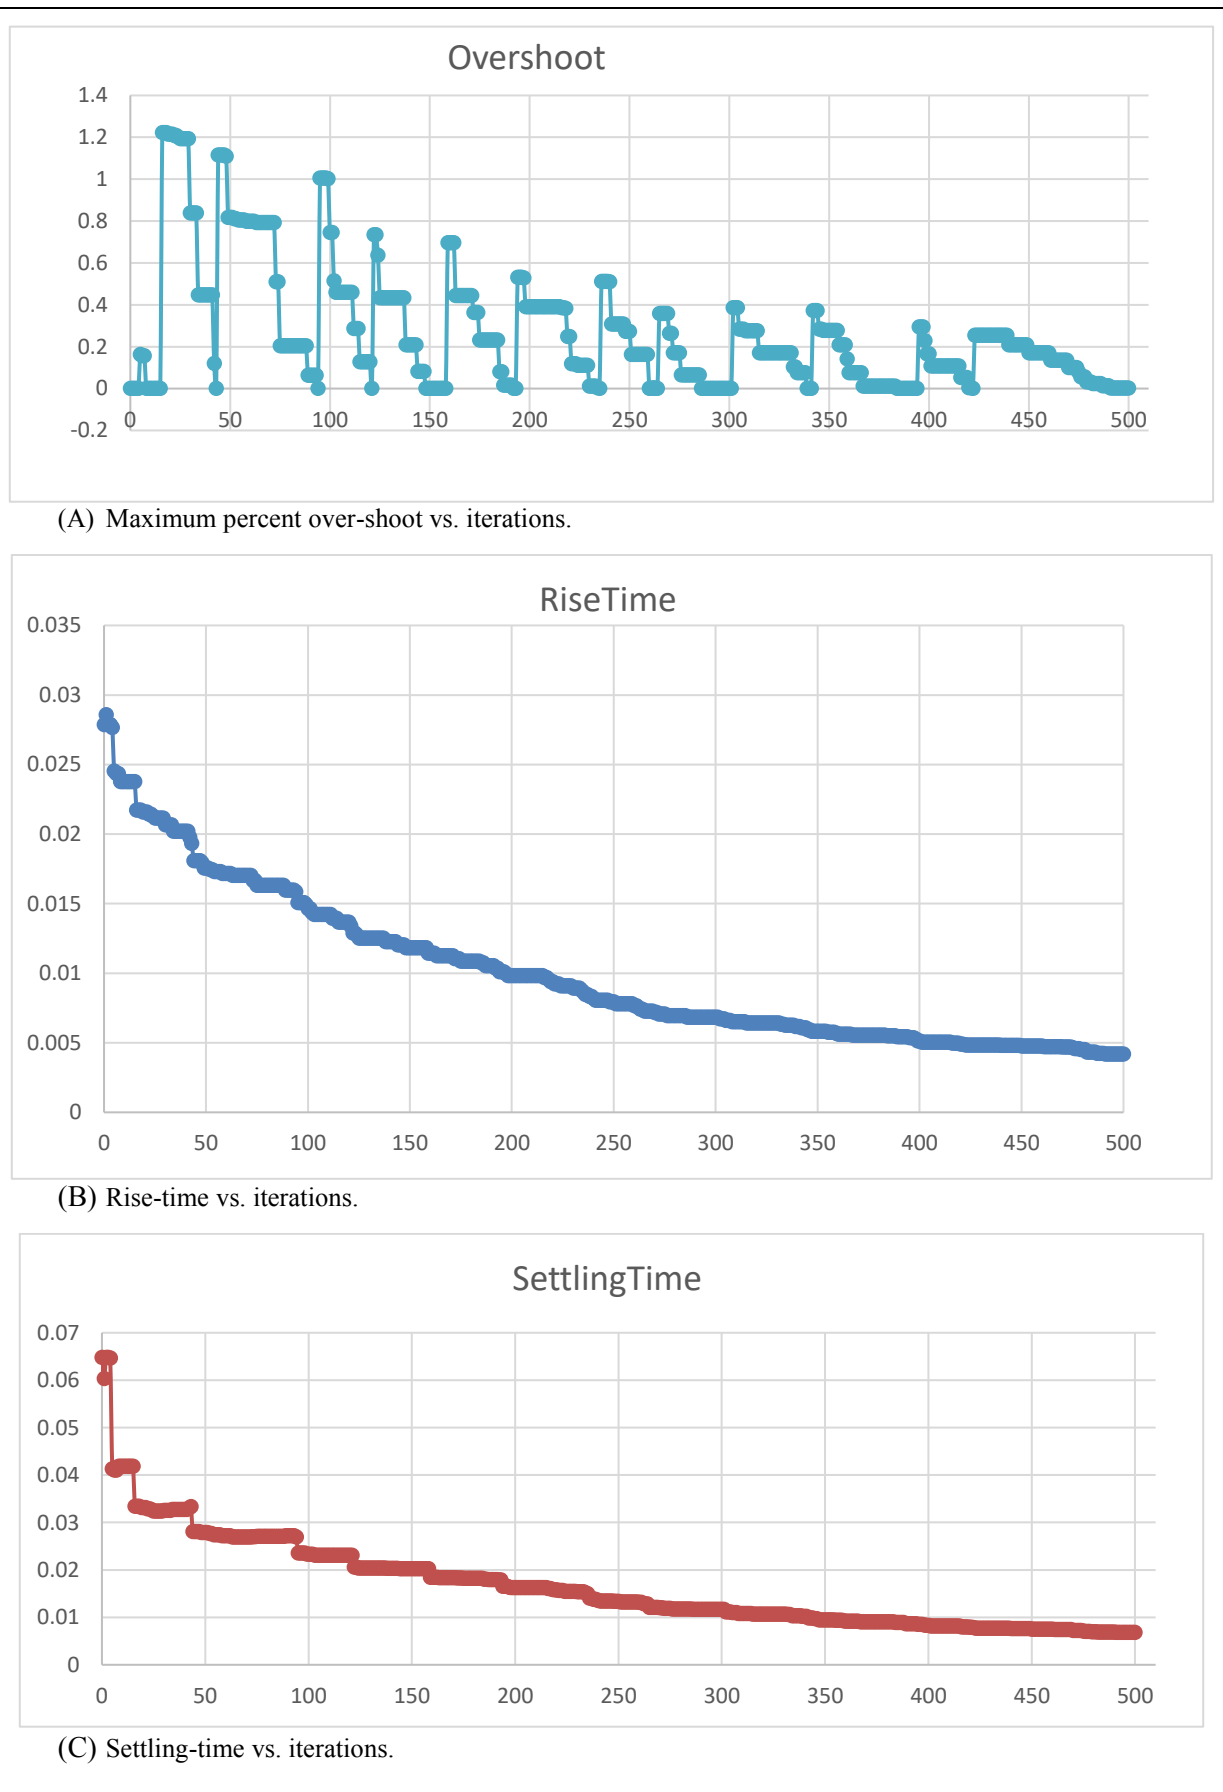 Overshoot
1.4
1.2
1
0.8
0.6
0.4
0.2
0
-0.2
0 50 100 150 200 250 300 350 400 450 500
(A) Maximum percent over-shoot vs. iterations.
RiseTime
0.035
0.03
0.025
0.02
0.015
0.01
0.005
0
0 50 100 150 200 250 300 350 400 450 500
(B) Rise-time vs. iterations.
SettlingTime
0.07
0.06
0.05
0.04
0.03
0.02
0.01
0
0 50 100 150 200 250 300 350 400 450 500
(C) Settling-time vs. iterations.